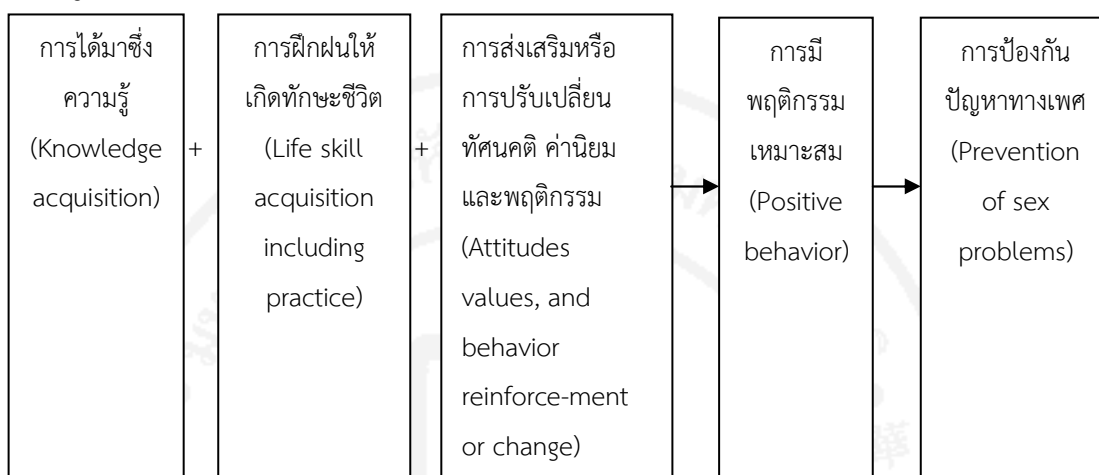 การได้มาซึ่ง
ความรู้
(Knowledge
acquisition)
+
การฝึกฝนให้
เกิดทักษะชีวิต
(Life skill
acquisition
including
practice)
+
การส่งเสริมหรือ
การปรับเปลี่ยน
ทัศนคติ ค่านิยม
และพฤติกรรม
(Attitudes
values, and
behavior
reinforce-ment
or change)
การมี
พฤติกรรม
เหมาะสม
(Positive
behavior)
การป้องกัน
ปัญหาทางเพศ
(Prevention
of sex
problems)